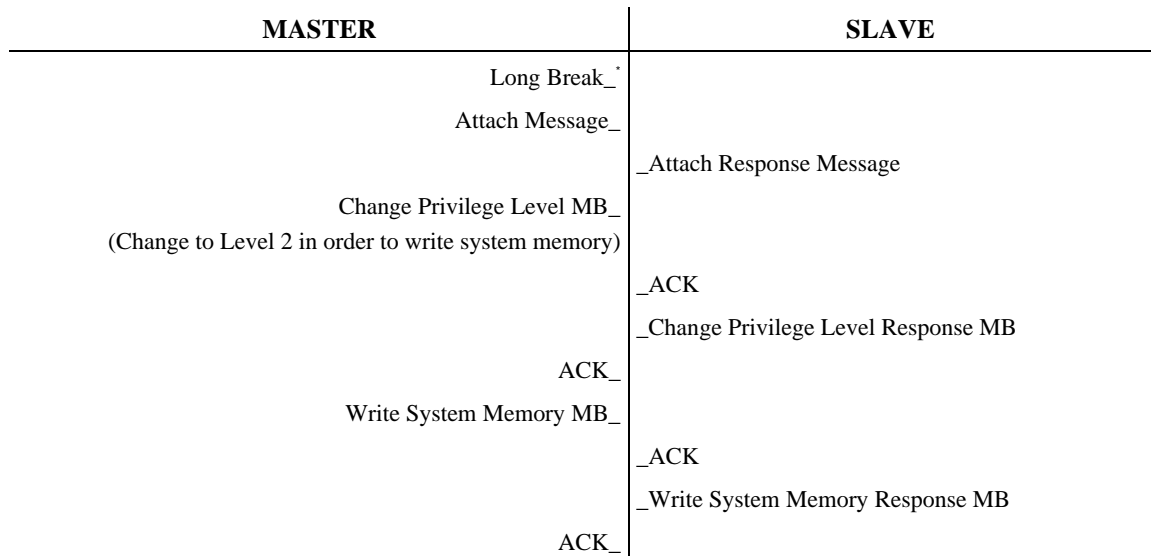 MASTER SLAVE
Long Break_*
Attach Message_
_Attach Response Message
Change Privilege Level MB_
(Change to Level 2 in order to write system memory)
_ACK
_Change Privilege Level Response MB
ACK_
Write System Memory MB_
_ACK
_Write System Memory Response MB
ACK_